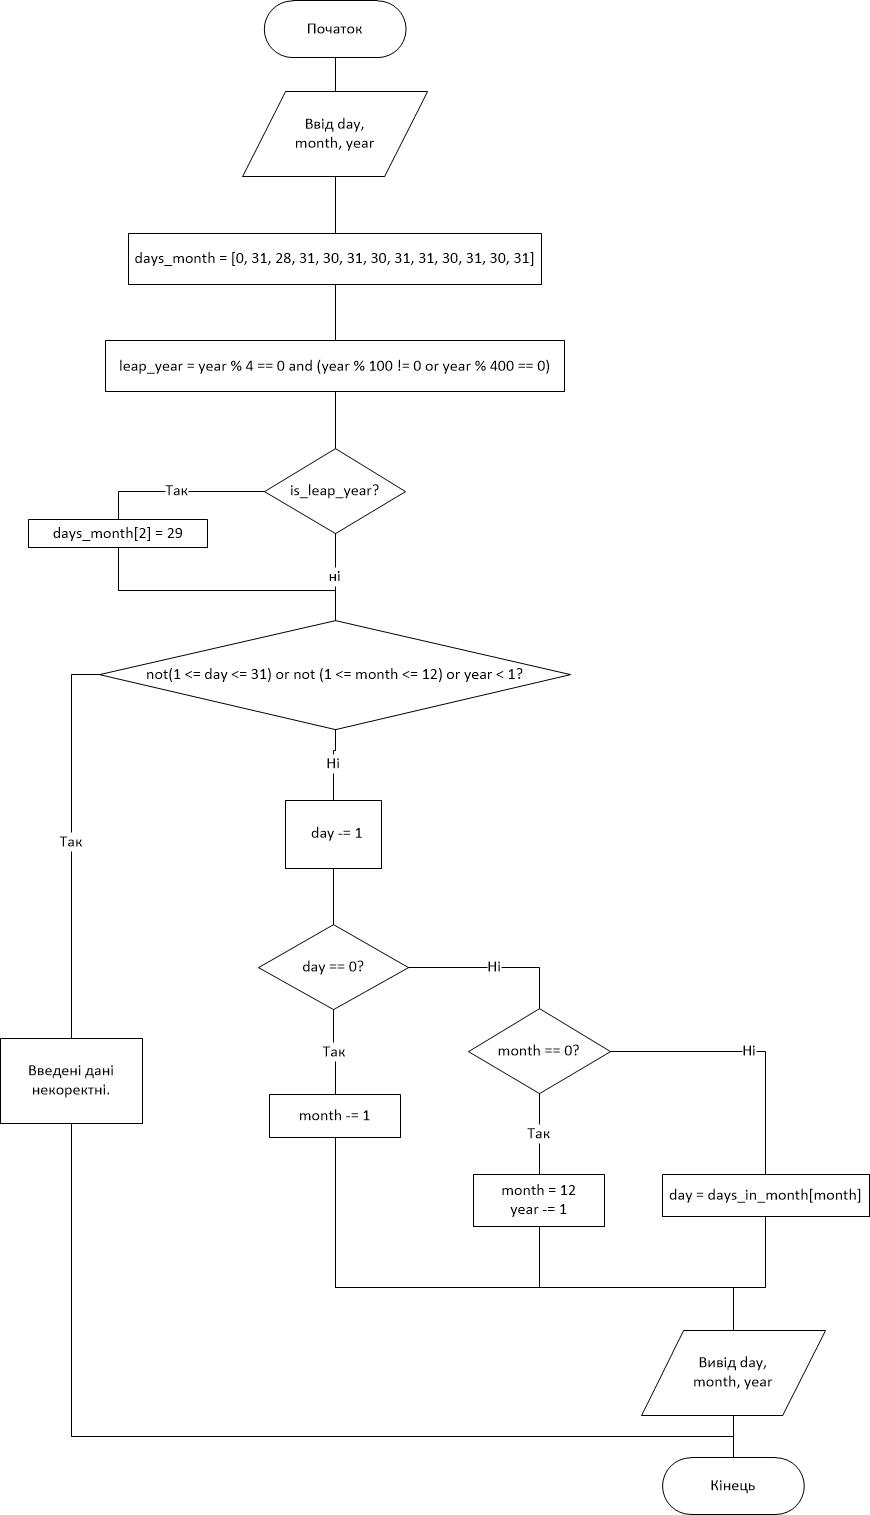 Початок
Ввід day,
month, year
days_month = [0, 31, 28, 31, 30, 31, 30, 31, 31, 30, 31, 30, 31]
leap_year = year % 4 == 0 and (year % 100 != 0 or year % 400 == 0)
is_leap_year?
Так
days_month[2] = 29
ні
not(1 <= day <= 31) or not (1 <= month <= 12) or year < 1?
Ні
day -= 1
Так
day == 0?
Ні
month == 0?
Ні
Так
Введені дані
некоректні.
month -= 1
Так
month = 12
year -= 1
day = days_in_month[month]
Вивід day,
month, year
Кінець